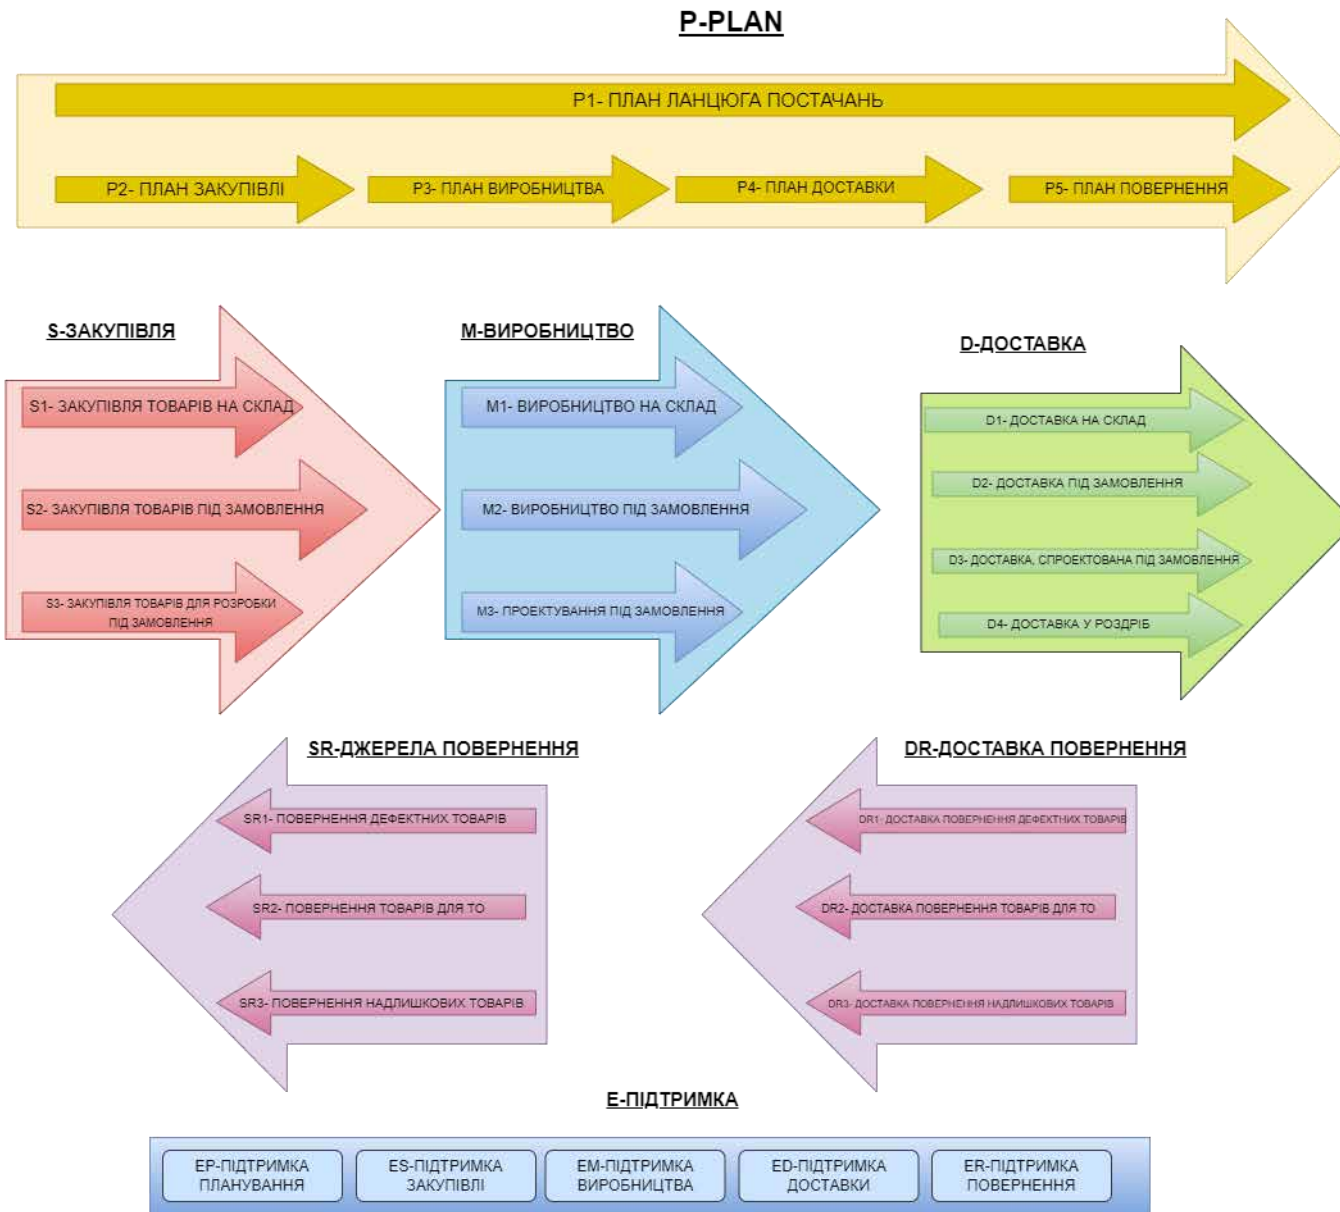 P-PLAN
P1- ПЛАН ЛАНЦЮГА ПОСТАЧАНЬ
P2- ПЛАН ЗАКУПІВЛІ
P3- ПЛАН ВИРОБНИЦТВА
P4- ПЛАН ДОСТАВКИ
P5- ПЛАН ПОВЕРНЕННЯ
S-ЗАКУПІВЛЯ
S1- ЗАКУПІВЛЯ ТОВАРІВ НА СКЛАД
S2- ЗАКУПІВЛЯ ТОВАРІВ ПІД ЗАМОВЛЕННЯ
S3- ЗАКУПІВЛЯ ТОВАРІВ ДЛЯ РОЗРОБКИ
ПІД ЗАМОВЛЕННЯ
M-ВИРОБНИЦТВО
M1- ВИРОБНИЦТВО НА СКЛАД
M2- ВИРОБНИЦТВО ПІД ЗАМОВЛЕННЯ
M3- ПРОЕКТУВАННЯ ПІД ЗАМОВЛЕННЯ
D-ДОСТАВКА
D1- ДОСТАВКА НА СКЛАД
D2- ДОСТАВКА ПІД ЗАМОВЛЕННЯ
D3- ДОСТАВКА, СПРОЕКТОВАНА ПІД ЗАМОВЛЕННЯ
D4- ДОСТАВКА У РОЗДРІБ
SR-ДЖЕРЕЛА ПОВЕРНЕННЯ
SR1- ПОВЕРНЕННЯ ДЕФЕКТНИХ ТОВАРІВ
SR2- ПОВЕРНЕННЯ ТОВАРІВ ДЛЯ ТО
SR3- ПОВЕРНЕННЯ НАДЛИШКОВИХ ТОВАРІВ
DR-ДОСТАВКА ПОВЕРНЕННЯ
DR1- ДОСТАВКА ПОВЕРНЕННЯ ДЕФЕКТНИХ ТОВАРІВ
DR2- ДОСТАВКА ПОВЕРНЕННЯ ТОВАРІВ ДЛЯ ТО
DR3- ДОСТАВКА ПОВЕРНЕННЯ НАДЛИШКОВИХ ТОВАРІВ
E-ПІДТРИМКА
EP-ПІДТРИМКА
ПЛАНУВАННЯ
ES-ПІДТРИМКА
ЗАКУПІВЛІ
EM-ПІДТРИМКА
ВИРОБНИЦТВА
ED-ПІДТРИМКА
ДОСТАВКИ
ER-ПІДТРИМКА
ПОВЕРНЕННЯ